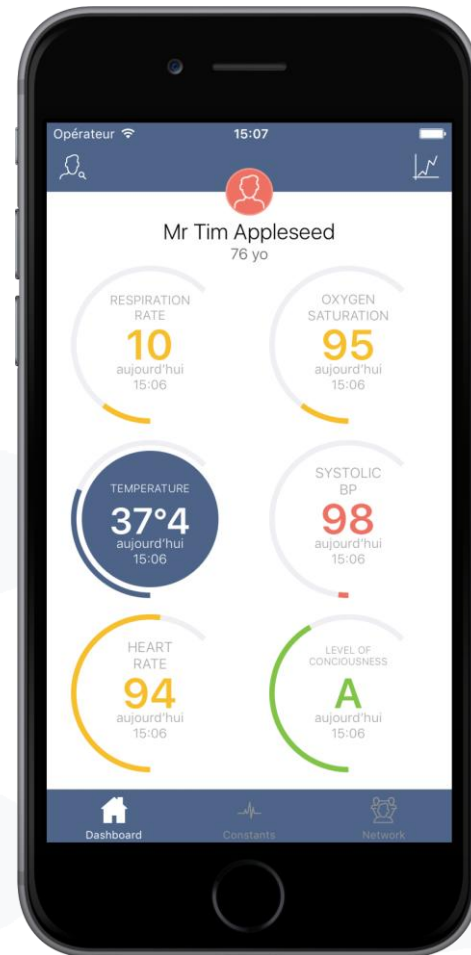 Opérateur
15:07
Mr Tim Appleseed
76 yo
RESPIRATION
RATE
10
aujourd'hui
15:06
OXYGEN
SATURATION
95
aujourd'hui
15:06
TEMPERATURE
37°4
aujourd'hui
15:06
SYSTOLIC
BP
98
aujourd'hui
15:06
HEART
RATE
94
aujourd'hui
15:06
LEVEL OF
CONCIOUSNESS
A
aujourd'hui
15:06
Dashboard
Constants
Network